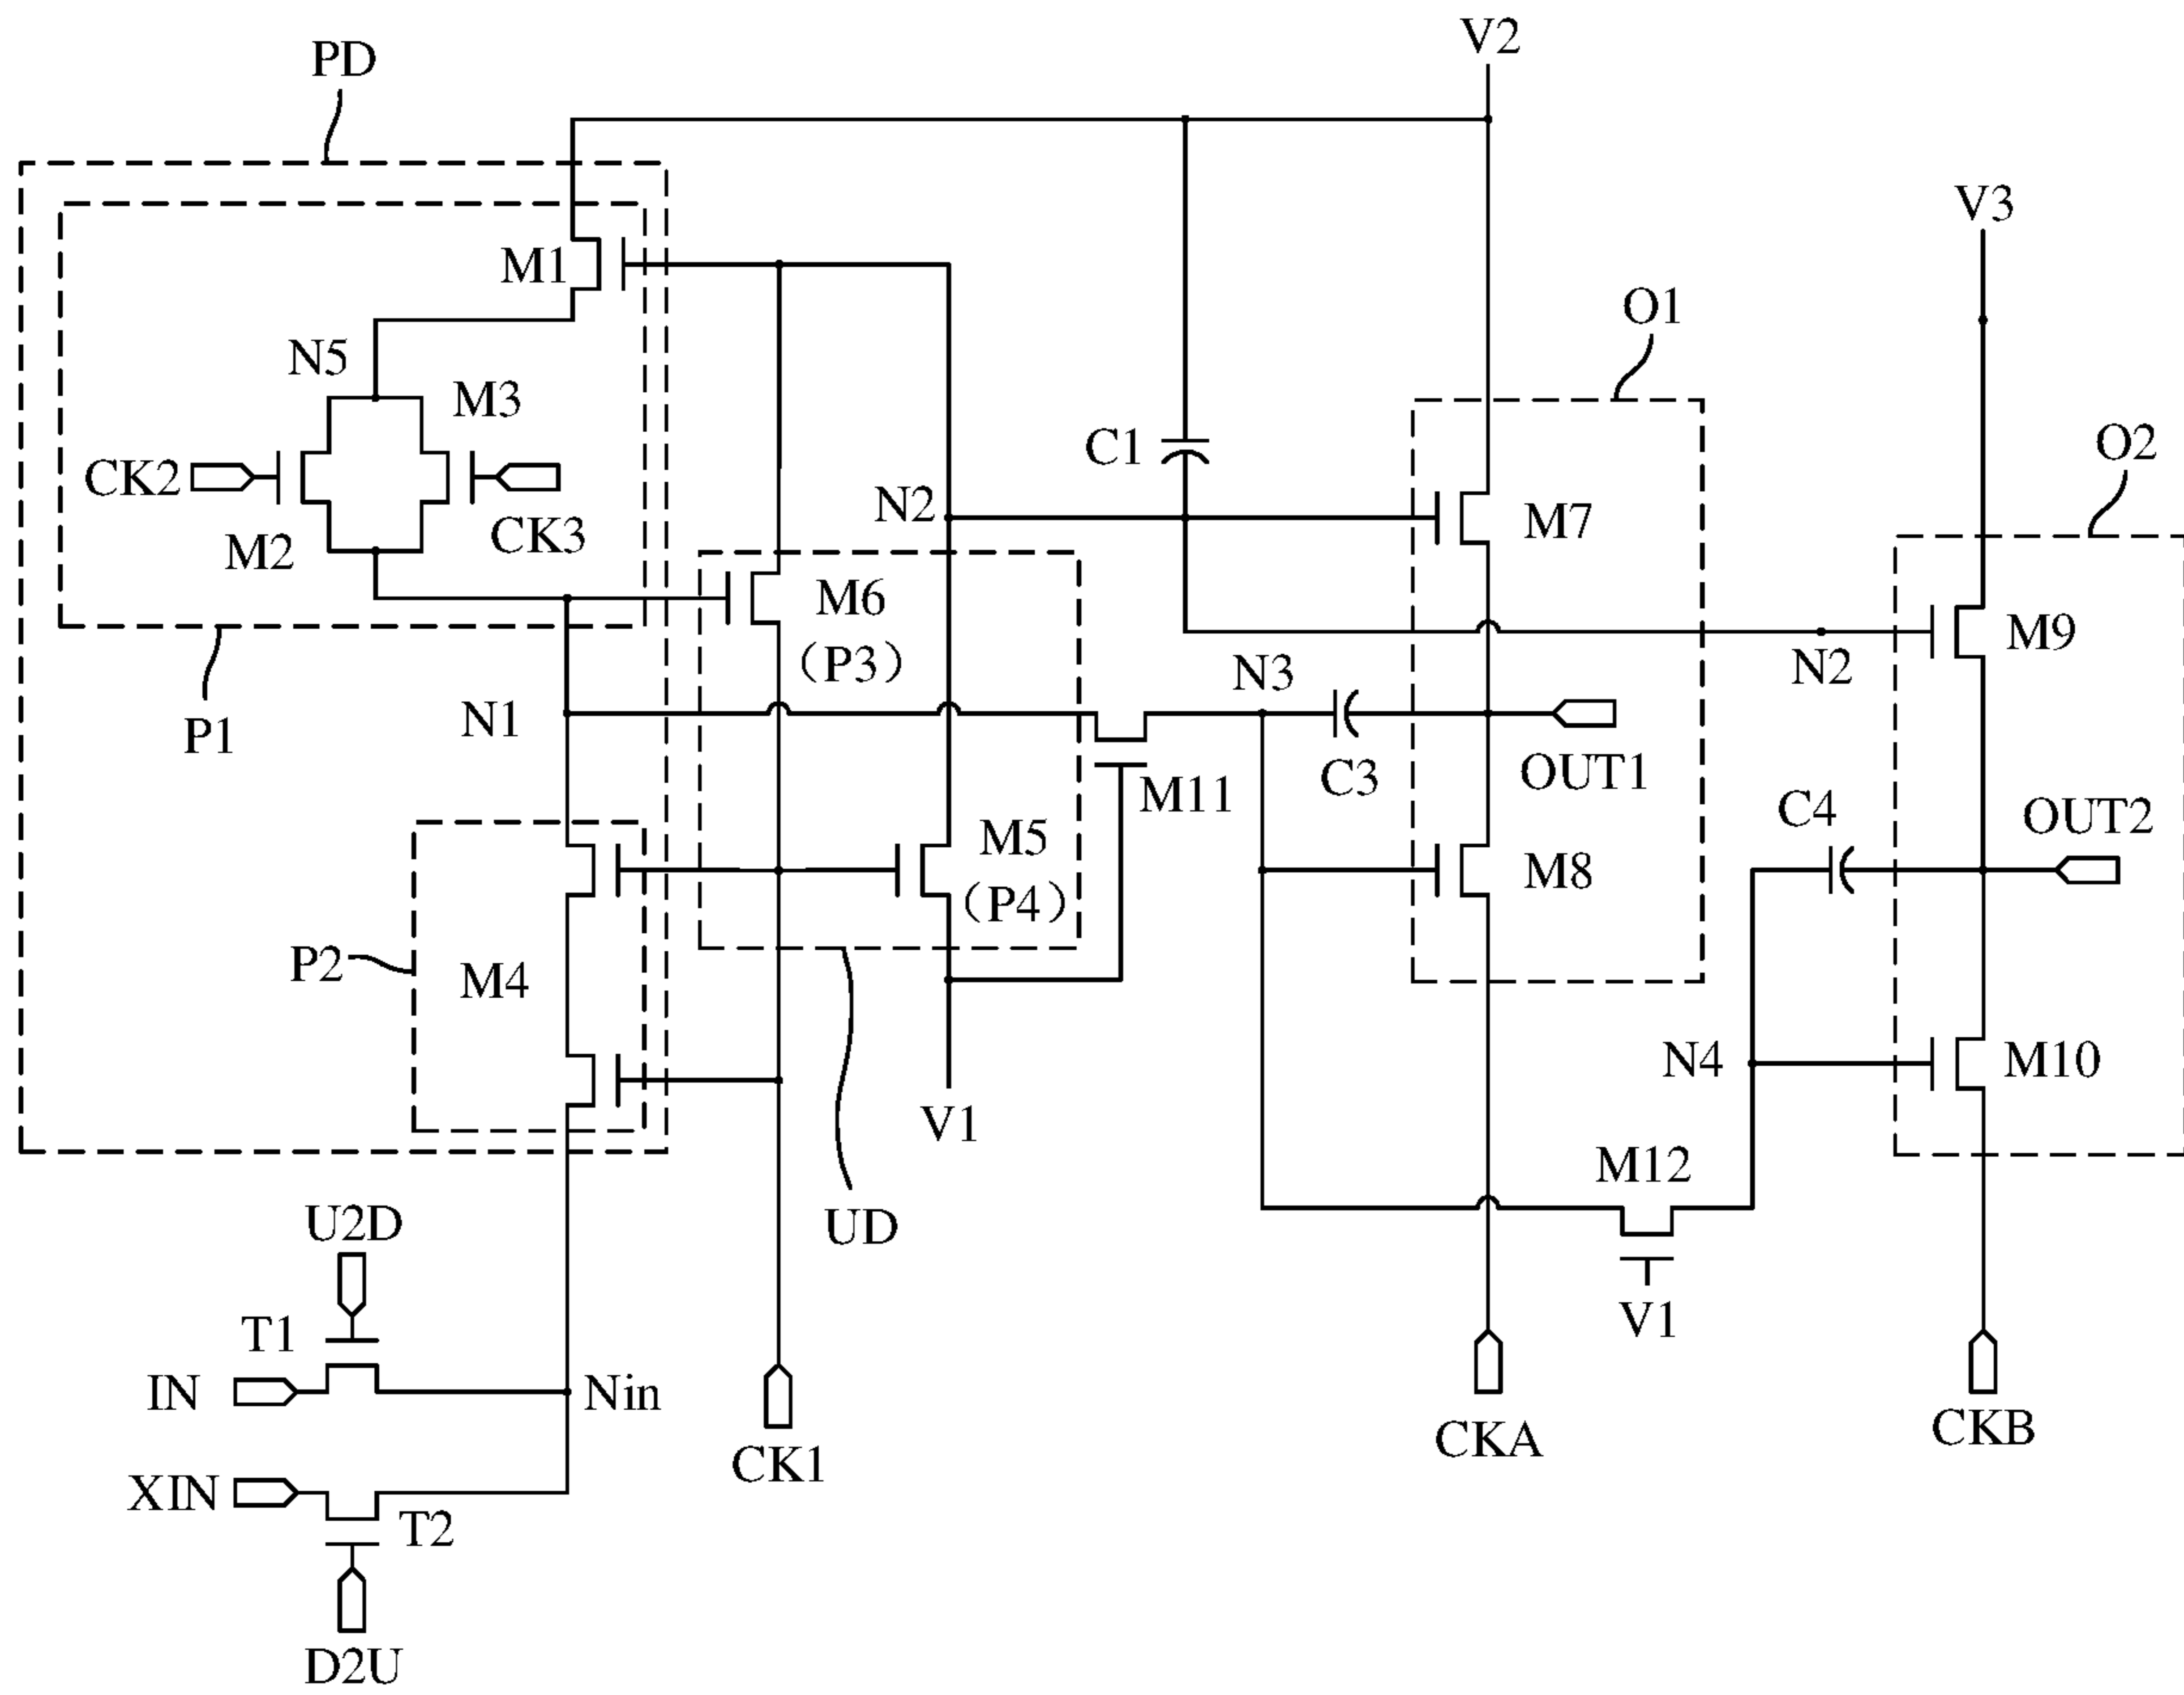 V2
PD
V3
M1
O1
N5
M3
C1
O2
CK2
N2
M7
CK3
M2
M6
(P3)
M9
N3
N2
N1
P1
C3
OUT1
M11
C4
OUT2
M5
(P4)
M8
P2
M4
N4
M10
V1
M12
U2D
UD
T1
V1
IN
Nin
CKA
CKB
CK1
XIN
T2
D2U